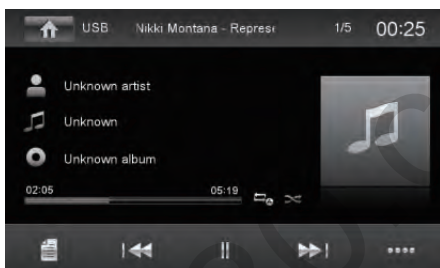 USB Nikki Montana - Represe 1/5 00:25
Unknown artist
Unknown
Unknown album
02:05 05:19